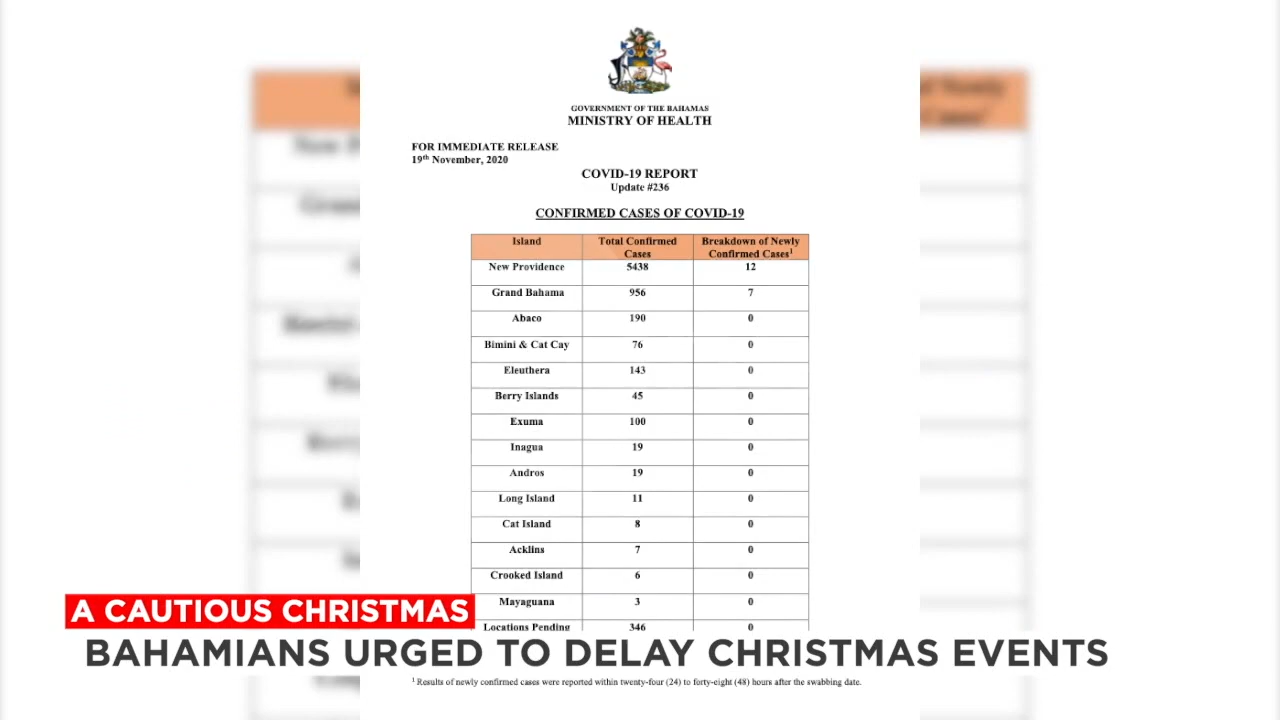 GOVERNMENT OF THE BAHAMAS
MINISTRY OF HEALTH
FOR IMMEDIATE RELEASE
19th November, 2020
COVID-19 REPORT
Update #236
CONFIRMED CASES OF COVID-19
Island Total Confirmed Cases Breakdown of Newly Confirmed Cases¹
New Providence 5438 12
Grand Bahama 956 7
Abaco 190 0
Bimini & Cat Cay 76 0
Eleuthera 143 0
Berry Islands 45 0
Exuma 100 0
Inagua 19 0
Andros 19 0
Long Island 11 0
Cat Island 8 0
Acklins 7 0
Crooked Island 6 0
Mayaguana 3 0
Locations Pending 346 0
A CAUTIOUS CHRISTMAS
BAHAMIANS URGED TO DELAY CHRISTMAS EVENTS
¹ Results of newly confirmed cases were reported within twenty-four (24) to forty-eight (48) hours after the swabbing date.